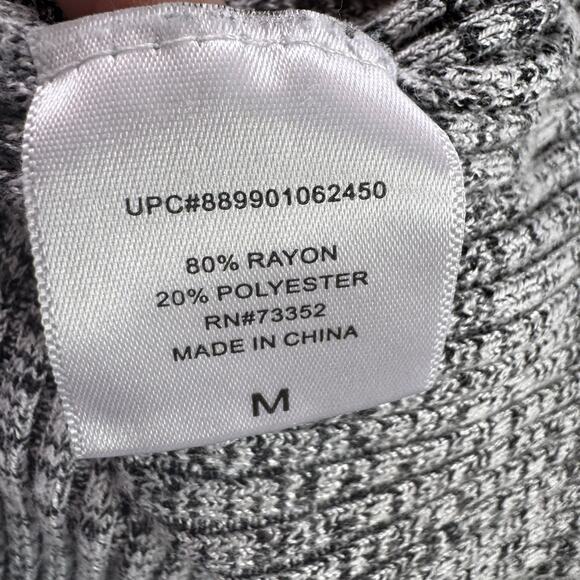 UPC#889901062450
80% RAYON
20% POLYESTER
RN#73352
MADE IN CHINA
M